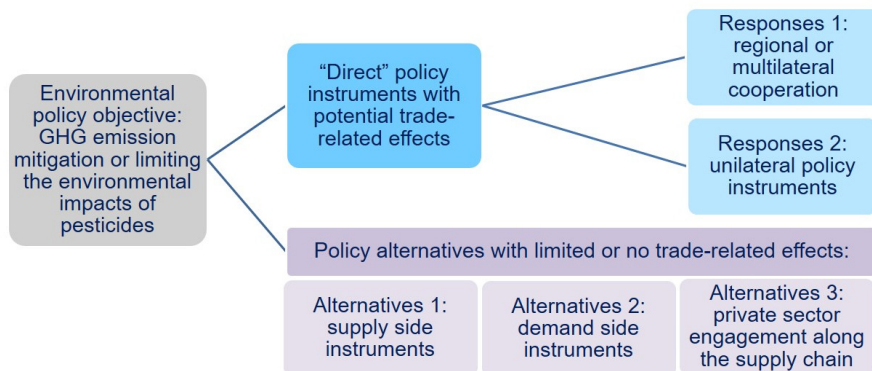 Environmental
policy objective:
GHG emission
mitigation or limiting
the environmental
impacts of
pesticides
“Direct” policy
instruments with
potential trade-
related effects
Responses 1:
regional or
multilateral
cooperation
Responses 2:
unilateral policy
instruments
Policy alternatives with limited or no trade-related effects:
Alternatives 1:
supply side
instruments
Alternatives 2:
demand side
instruments
Alternatives 3:
private sector
engagement along
the supply chain